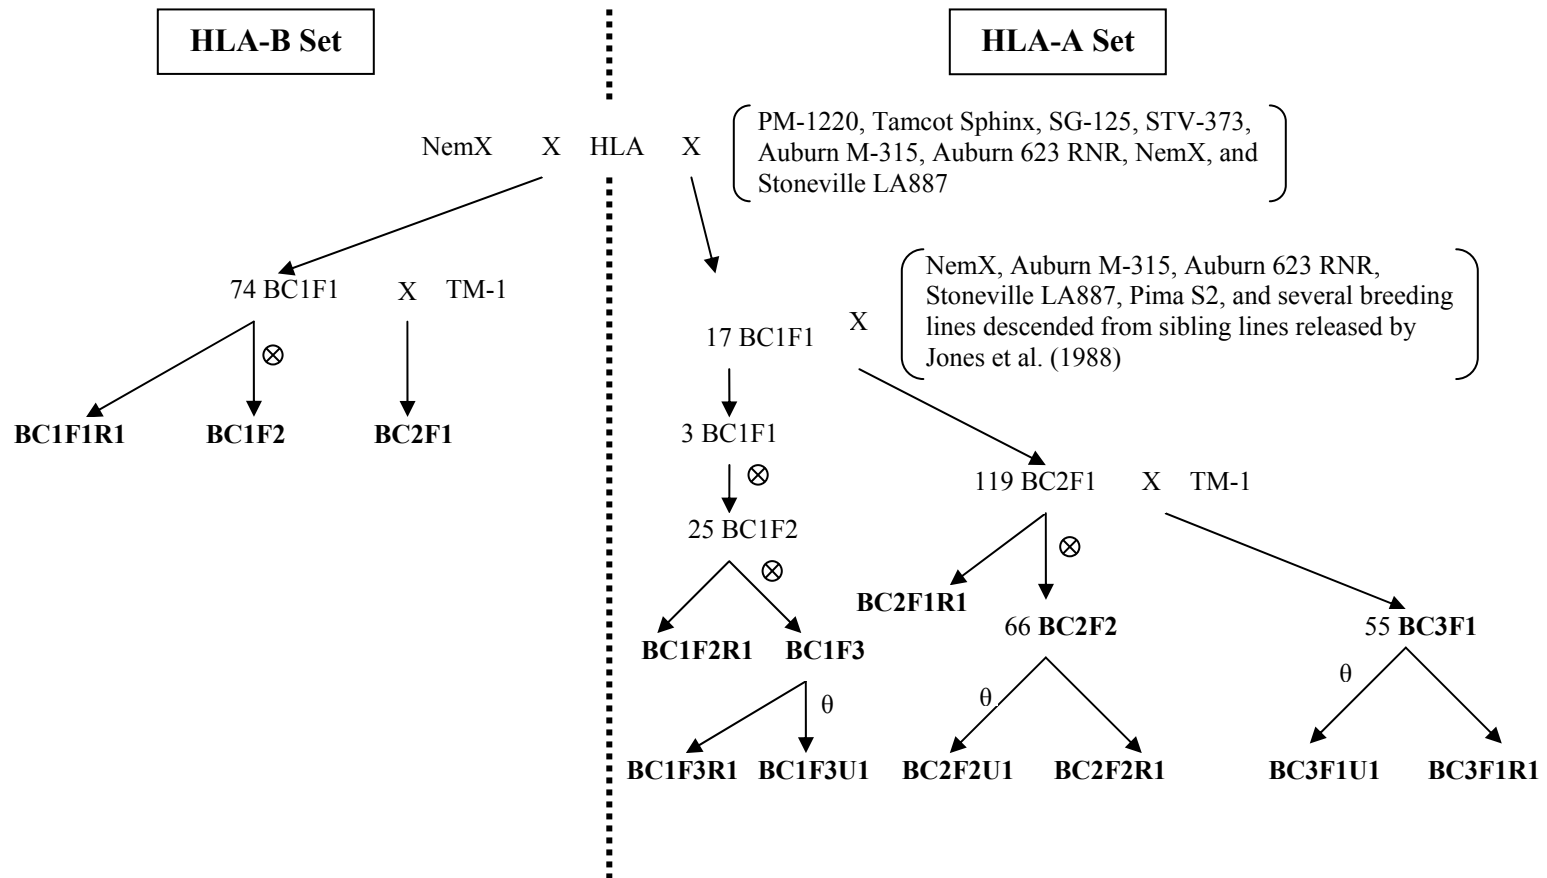 HLA-B Set
HLA-A Set
NemX X HLA X
PM-1220, Tamcot Sphinx, SG-125, STV-373,
Auburn M-315, Auburn 623 RNR, NemX, and
Stoneville LA887
74 BC1F1 X TM-1
NemX, Auburn M-315, Auburn 623 RNR,
Stoneville LA887, Pima S2, and several breeding
lines descended from sibling lines released by
Jones et al. (1988)
17 BC1F1 X
⊗
BC1F1R1 BC1F2 BC2F1
3 BC1F1
⊗
119 BC2F1 X TM-1
25 BC1F2
⊗
⊗
BC2F1R1
BC1F2R1 BC1F3
66 BC2F2
55 BC3F1
θ
θ
θ
BC1F3R1 BC1F3U1 BC2F2U1 BC2F2R1 BC3F1U1 BC3F1R1